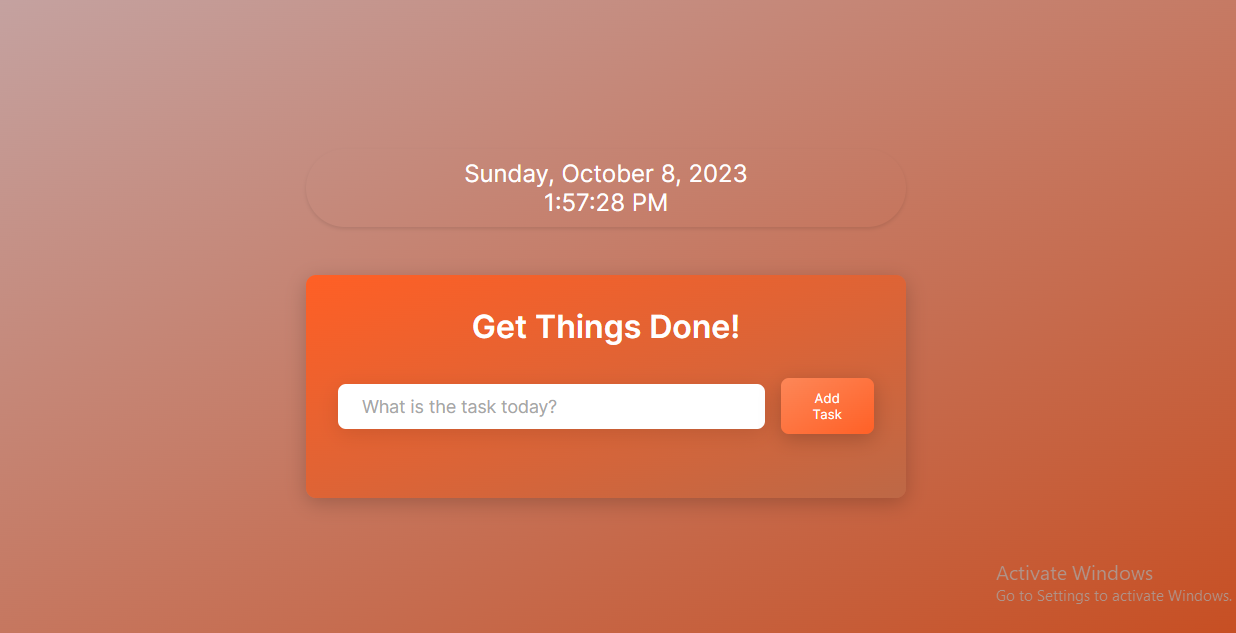 Sunday, October 8, 2023
1:57:28 PM
Get Things Done!
What is the task today?
Add
Task
Activate Windows
Go to Settings to activate Windows.